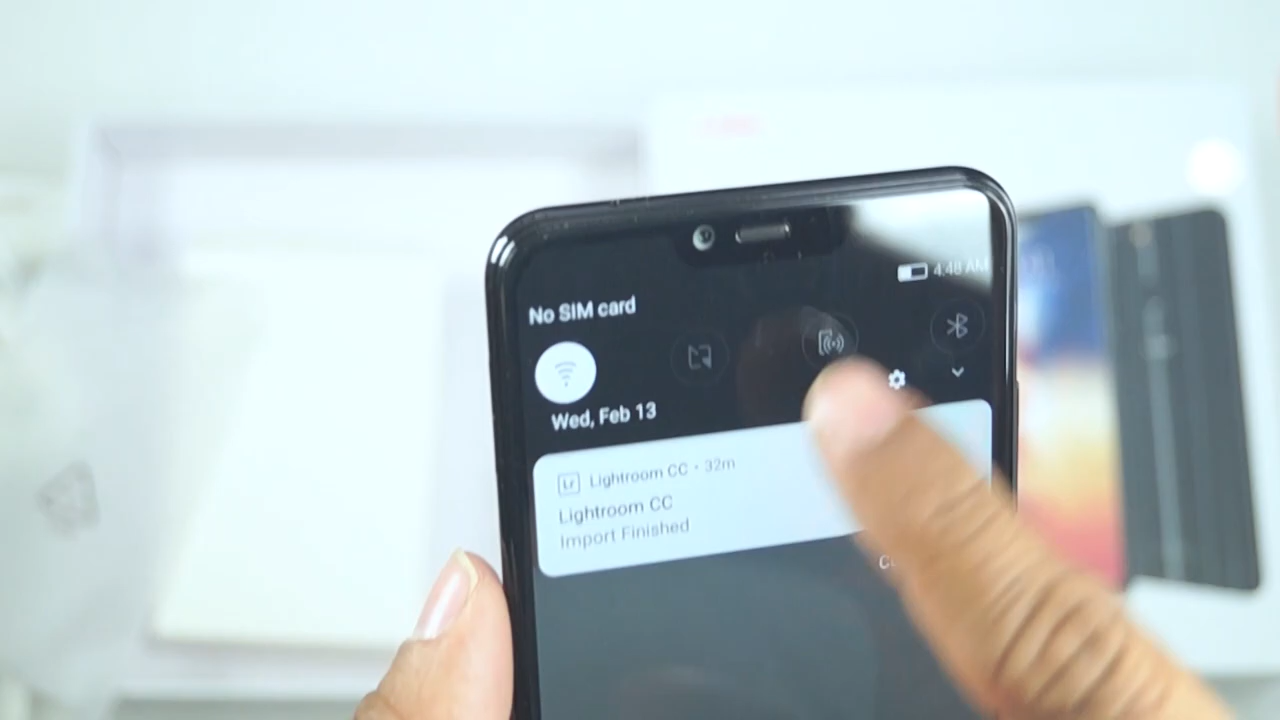 4:48 AM
No SIM card
Wed, Feb 13
Lr Lightroom CC • 32m
Lightroom CC
Import Finished